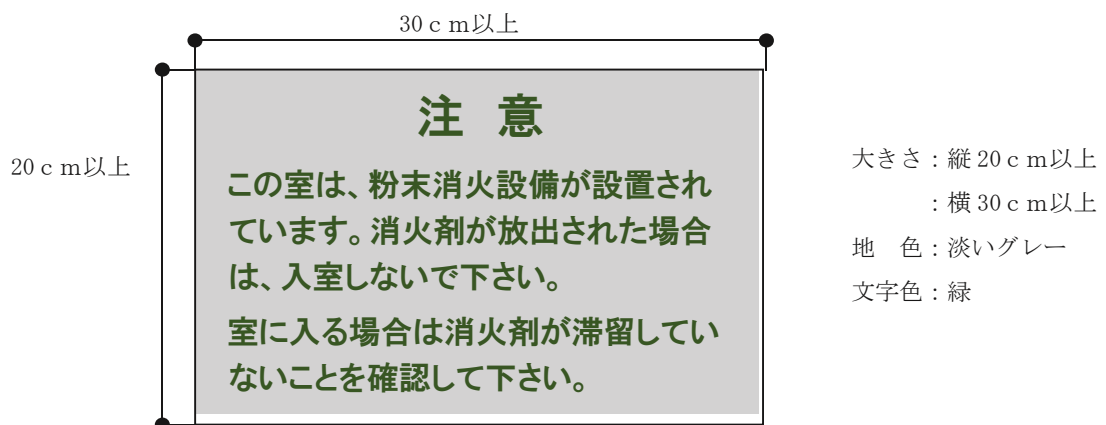 30ｃｍ以上
20ｃｍ以上
注 意
この室は、粉末消火設備が設置され
ています。消火剤が放出された場合
は、入室しないで下さい。
室に入る場合は消火剤が滞留してい
ないことを確認して下さい。
大きさ：縦 20ｃｍ以上
：横 30ｃｍ以上
地　色：淡いグレー
文字色：緑